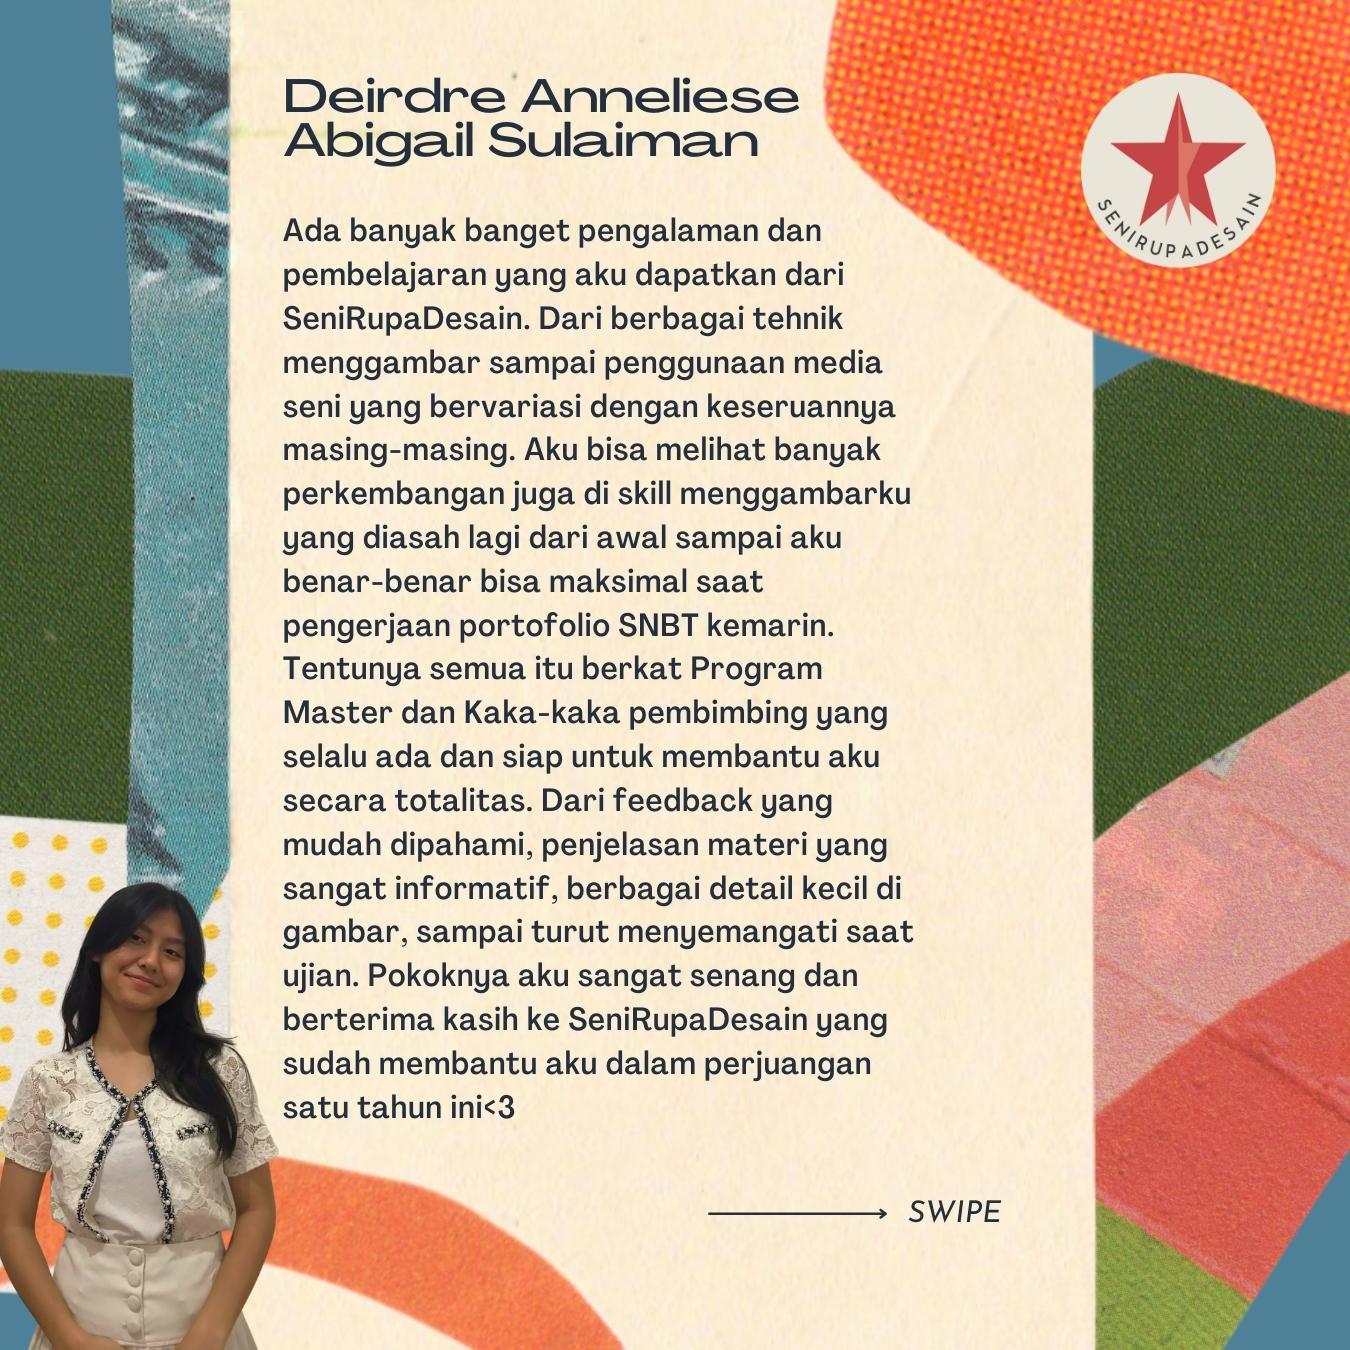 Deirdre Anneliese
Abigail Sulaiman
SENIRUPADESAIN
Ada banyak banget pengalaman dan
pembelajaran yang aku dapatkan dari
SeniRupaDesain. Dari berbagai tehnik
menggambar sampai penggunaan media
seni yang bervariasi dengan keseruannya
masing-masing. Aku bisa melihat banyak
perkembangan juga di skill menggambarku
yang diasah lagi dari awal sampai aku
benar-benar bisa maksimal saat
pengerjaan portofolio SNBT kemarin.
Tentunya semua itu berkat Program
Master dan Kaka-kaka pembimbing yang
selalu ada dan siap untuk membantu aku
secara totalitas. Dari feedback yang
mudah dipahami, penjelasan materi yang
sangat informatif, berbagai detail kecil di
gambar, sampai turut menyemangati saat
ujian. Pokoknya aku sangat senang dan
berterima kasih ke SeniRupaDesain yang
sudah membantu aku dalam perjuangan
satu tahun ini<3
SWIPE